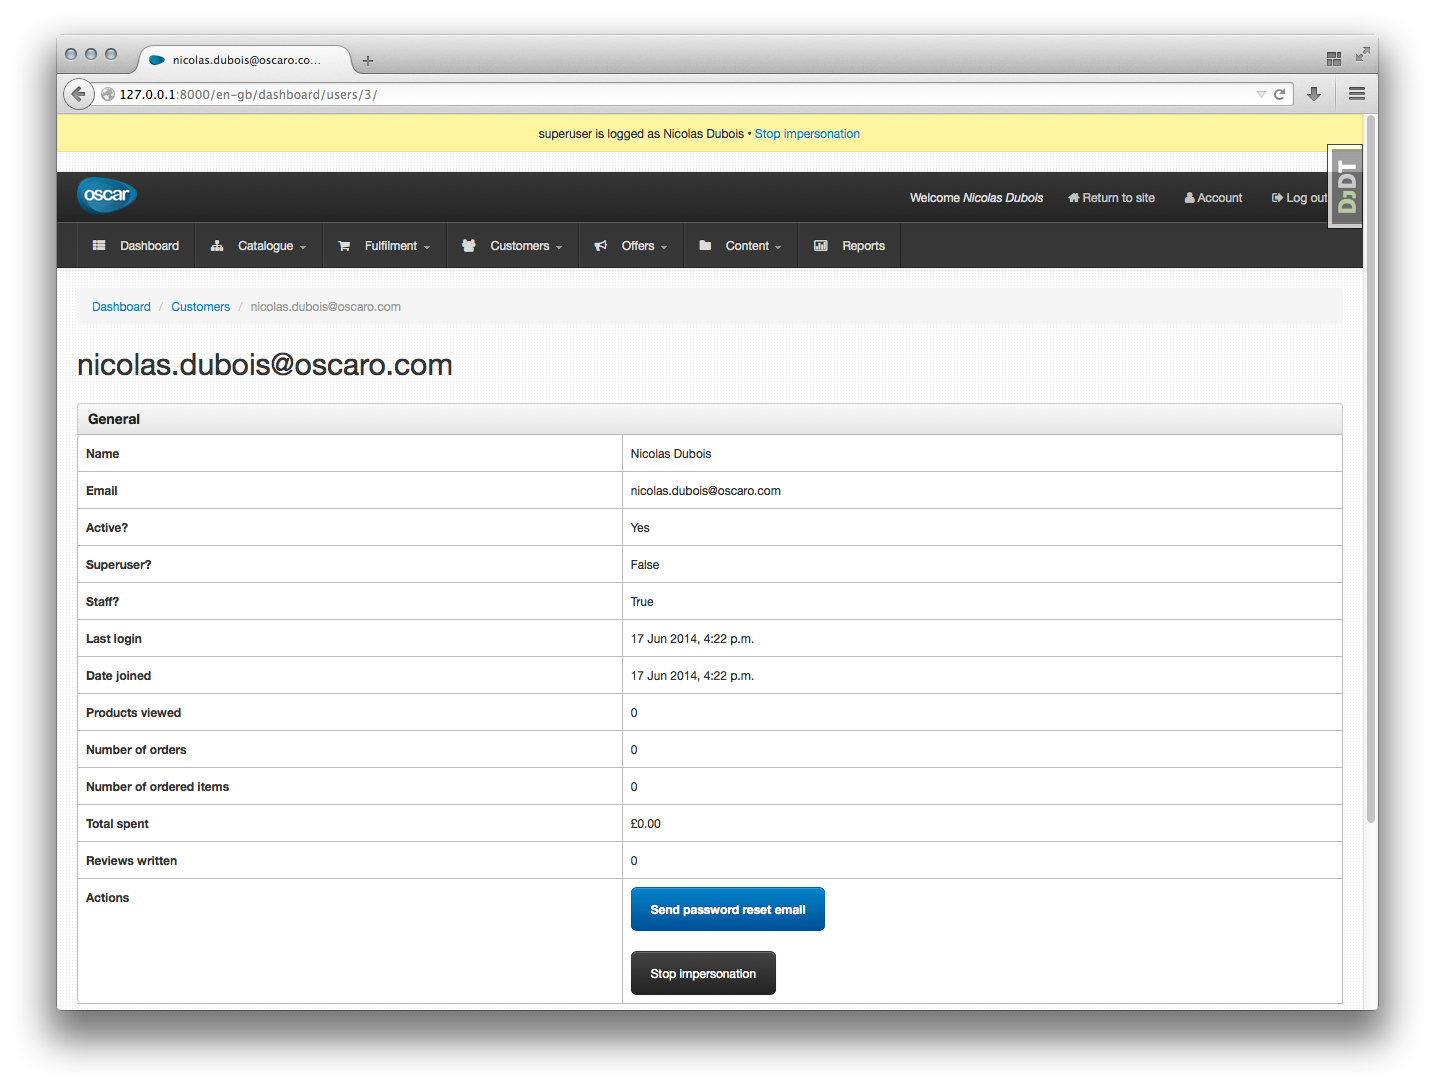 nicolas.dubois@oscaro.co...
127.0.0.1:8000/en-gb/dashboard/users/3/
superuser is logged as Nicolas Dubois • Stop impersonation
DJDT
oscar
Welcome Nicolas Dubois Return to site Account Log out
Dashboard Catalogue Fulfilment Customers Offers Content Reports
Dashboard / Customers / nicolas.dubois@oscaro.com
nicolas.dubois@oscaro.com
General
Name Nicolas Dubois
Email nicolas.dubois@oscaro.com
Active? Yes
Superuser? False
Staff? True
Last login 17 Jun 2014, 4:22 p.m.
Date joined 17 Jun 2014, 4:22 p.m.
Products viewed 0
Number of orders 0
Number of ordered items 0
Total spent £0.00
Reviews written 0
Actions Send password reset email
Stop impersonation